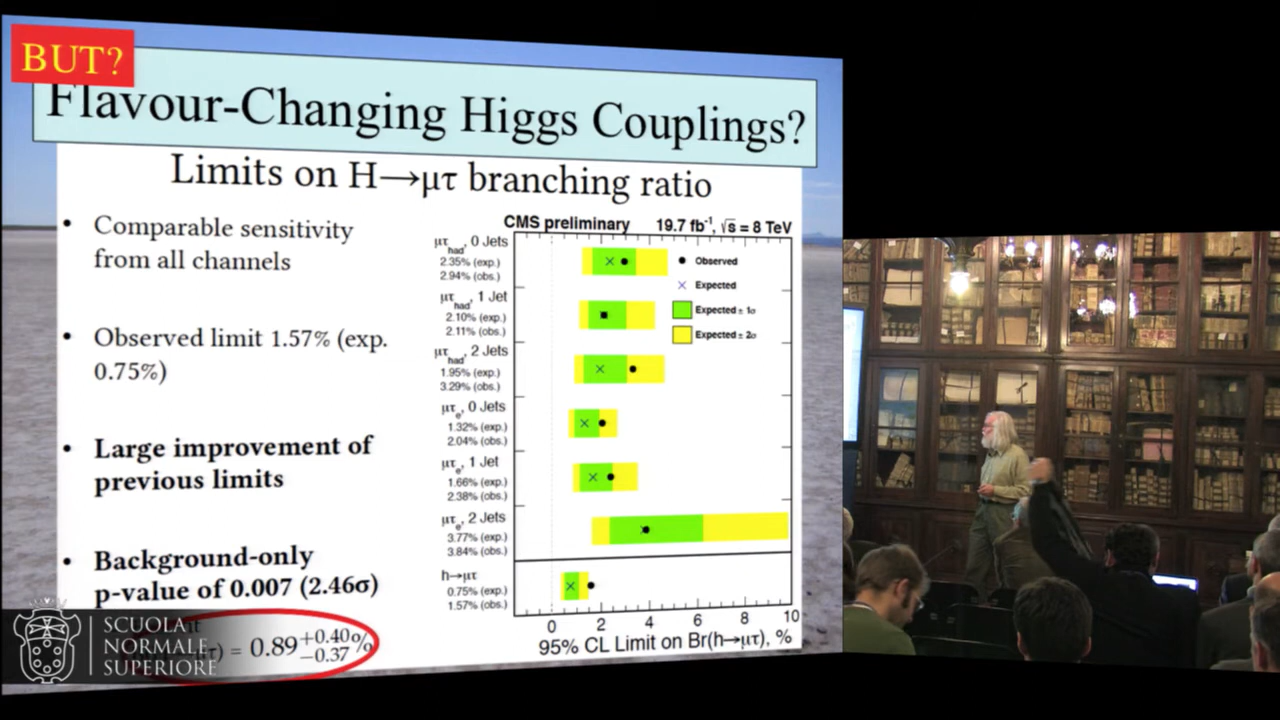 BUT?
Flavour-Changing Higgs Couplings?
Limits on H→μτ branching ratio
• Comparable sensitivity
from all channels
• Observed limit 1.57% (exp.
0.75%)
• Large improvement of
previous limits
• Background-only
p-value of 0.007 (2.46σ)
= 0.89 +0.40 −0.37 %
CMS preliminary 19.7 fb⁻¹, √s = 8 TeV
μτhad, 0 Jets
2.35% (exp.)
2.94% (obs.)
μτhad, 1 Jet
2.10% (exp.)
2.11% (obs.)
μτhad, 2 Jets
1.95% (exp.)
3.29% (obs.)
μτe, 0 Jets
1.32% (exp.)
2.04% (obs.)
μτe, 1 Jet
1.66% (exp.)
2.38% (obs.)
μτe, 2 Jets
3.77% (exp.)
3.84% (obs.)
h→μτ
0.75% (exp.)
1.57% (obs.)
Observed
Expected
Expected ± 1σ
Expected ± 2σ
0 2 4 6 8 10
95% CL Limit on Br(h→μτ), %
SCUOLA
NORMALE
SUPERIORE